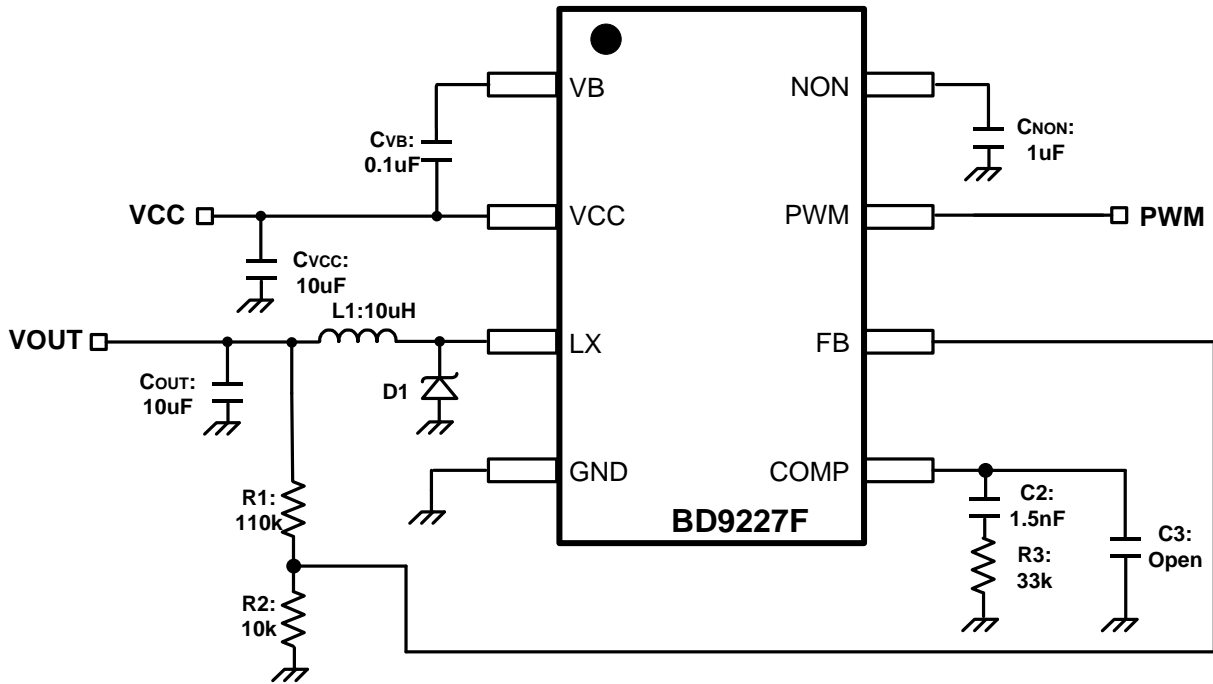 VB
NON
CVB:
0.1uF
CNON:
1uF
VCC
VCC
PWM
PWM
CVCC:
10uF
L1:10uH
VOUT
LX
FB
COUT:
10uF
D1
GND
COMP
R1:
110k
C2:
1.5nF
BD9227F
C3:
Open
R3:
33k
R2:
10k